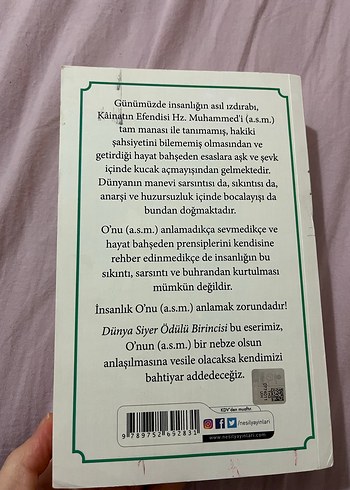 Günümüzde insanlığın asıl ızdırabı,
Kâinatın Efendisi Hz. Muhammed'i (a.s.m.)
tam manası ile tanımamış, hakiki
şahsiyetini bilememiş olmasından ve
getirdiği hayat bahşeden esaslara aşk ve şevk
içinde kucak açmayışından gelmektedir.
Dünyanın manevi sarsıntısı da, sıkıntısı da,
anarşi ve huzursuzluk içinde bocalayışı da
bundan doğmaktadır.
O'nu (a.s.m.) anlamadıkça sevmedikçe ve
hayat bahşeden prensiplerini kendisine
rehber edinmedikçe de insanlığın bu
sıkıntı, sarsıntı ve buhrandan kurtulması
mümkün değildir.
İnsanlık O'nu (a.s.m.) anlamak zorundadır!
Dünya Siyer Ödülü Birincisi bu eserimiz,
O'nun (a.s.m.) bir nebze olsun
anlaşılmasına vesile olacaksa kendimizi
bahtiyar addedeceğiz.
KDV'den muaftır.
/nesilyayinlari
www.nesilyayinlari.com
9 789752 692831